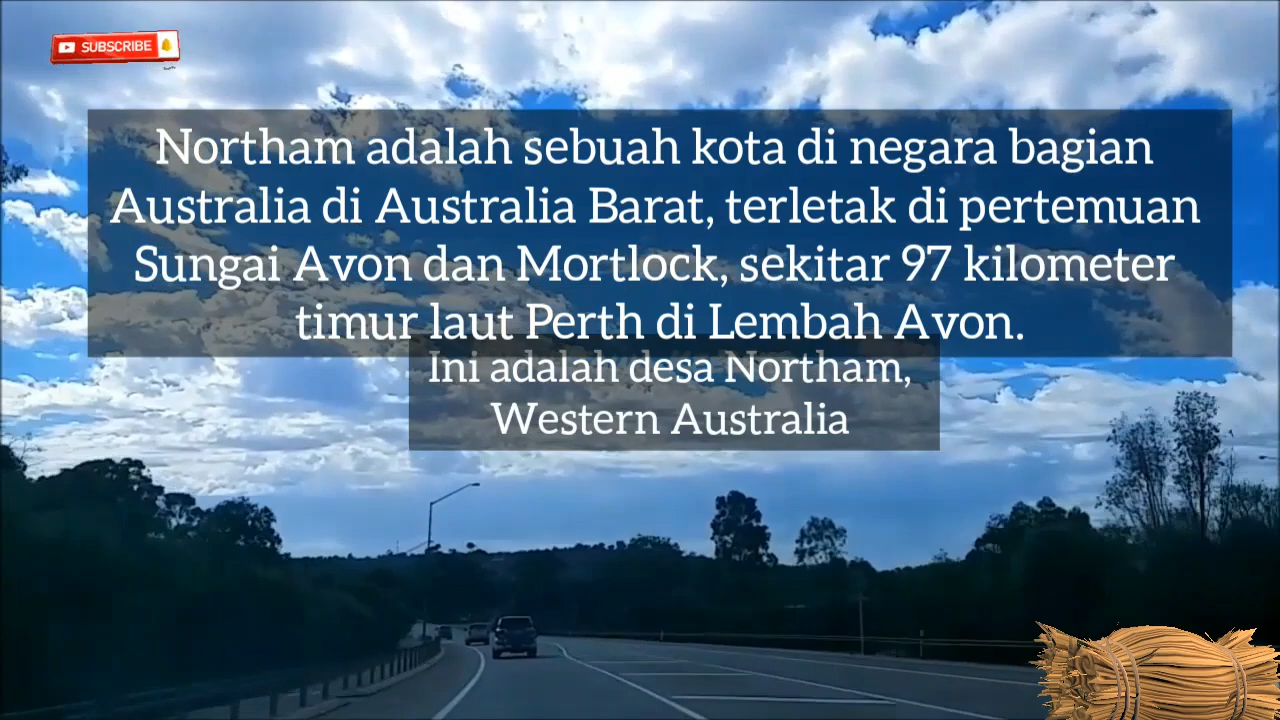 SUBSCRIBE
Northam adalah sebuah kota di negara bagian
Australia di Australia Barat, terletak di pertemuan
Sungai Avon dan Mortlock, sekitar 97 kilometer
timur laut Perth di Lembah Avon.
Ini adalah desa Northam,
Western Australia